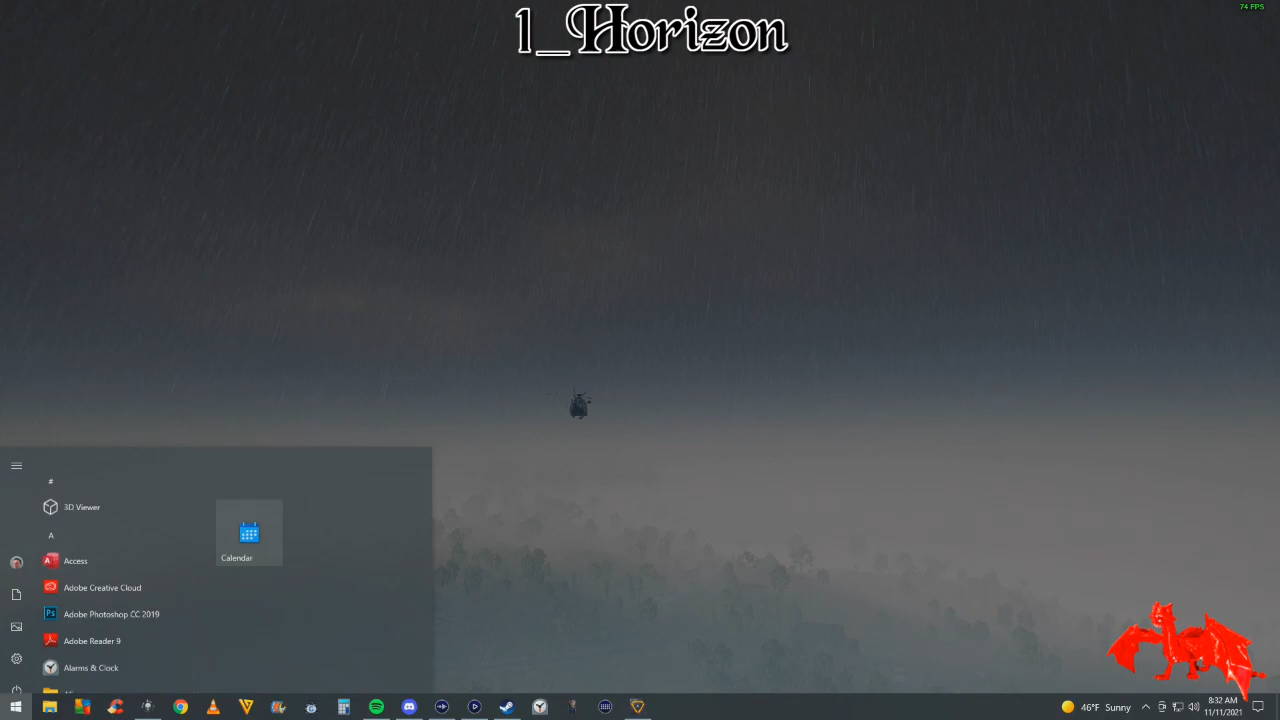 74 FPS
1_Horizon
#
3D Viewer
A
Access
Calendar
Adobe Creative Cloud
Ps Adobe Photoshop CC 2019
Adobe Reader 9
Alarms & Clock
46°F Sunny
8:32 AM
11/11/2021